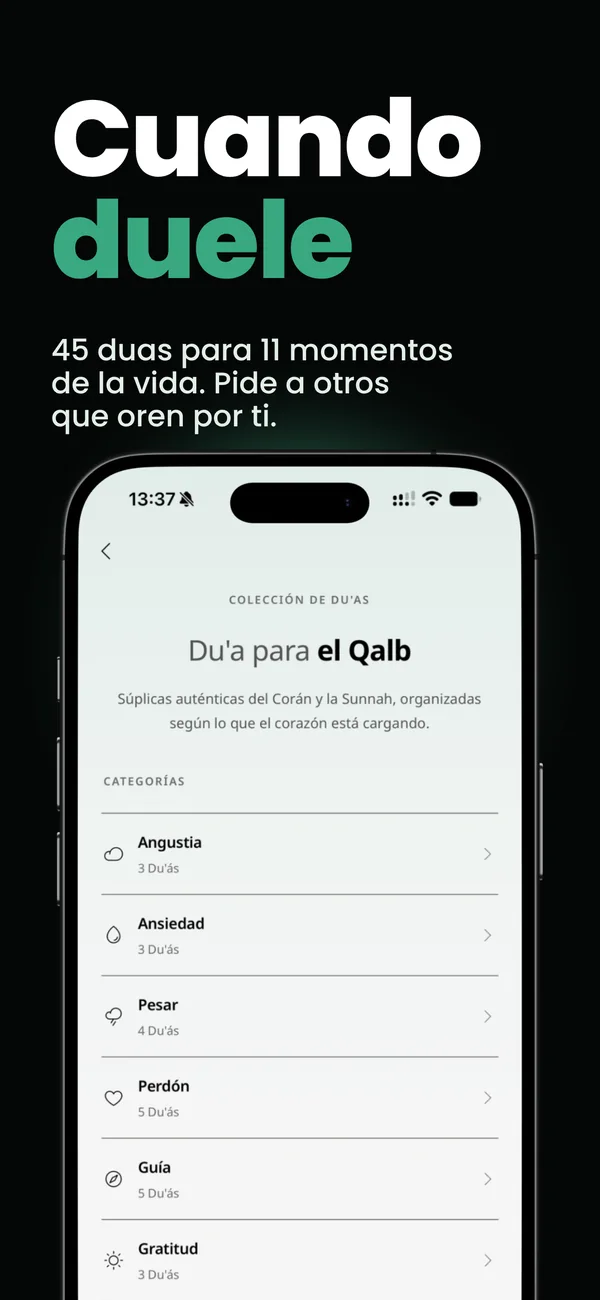 Cuando
duele
45 duas para 11 momentos
de la vida. Pide a otros
que oren por ti.
13:37
COLECCIÓN DE DU'AS
Du'a para el Qalb
Súplicas auténticas del Corán y la Sunnah, organizadas
según lo que el corazón está cargando.
CATEGORÍAS
Angustia
3 Du'ás
Ansiedad
3 Du'ás
Pesar
4 Du'ás
Perdón
5 Du'ás
Guía
5 Du'ás
Gratitud
3 Du'ás